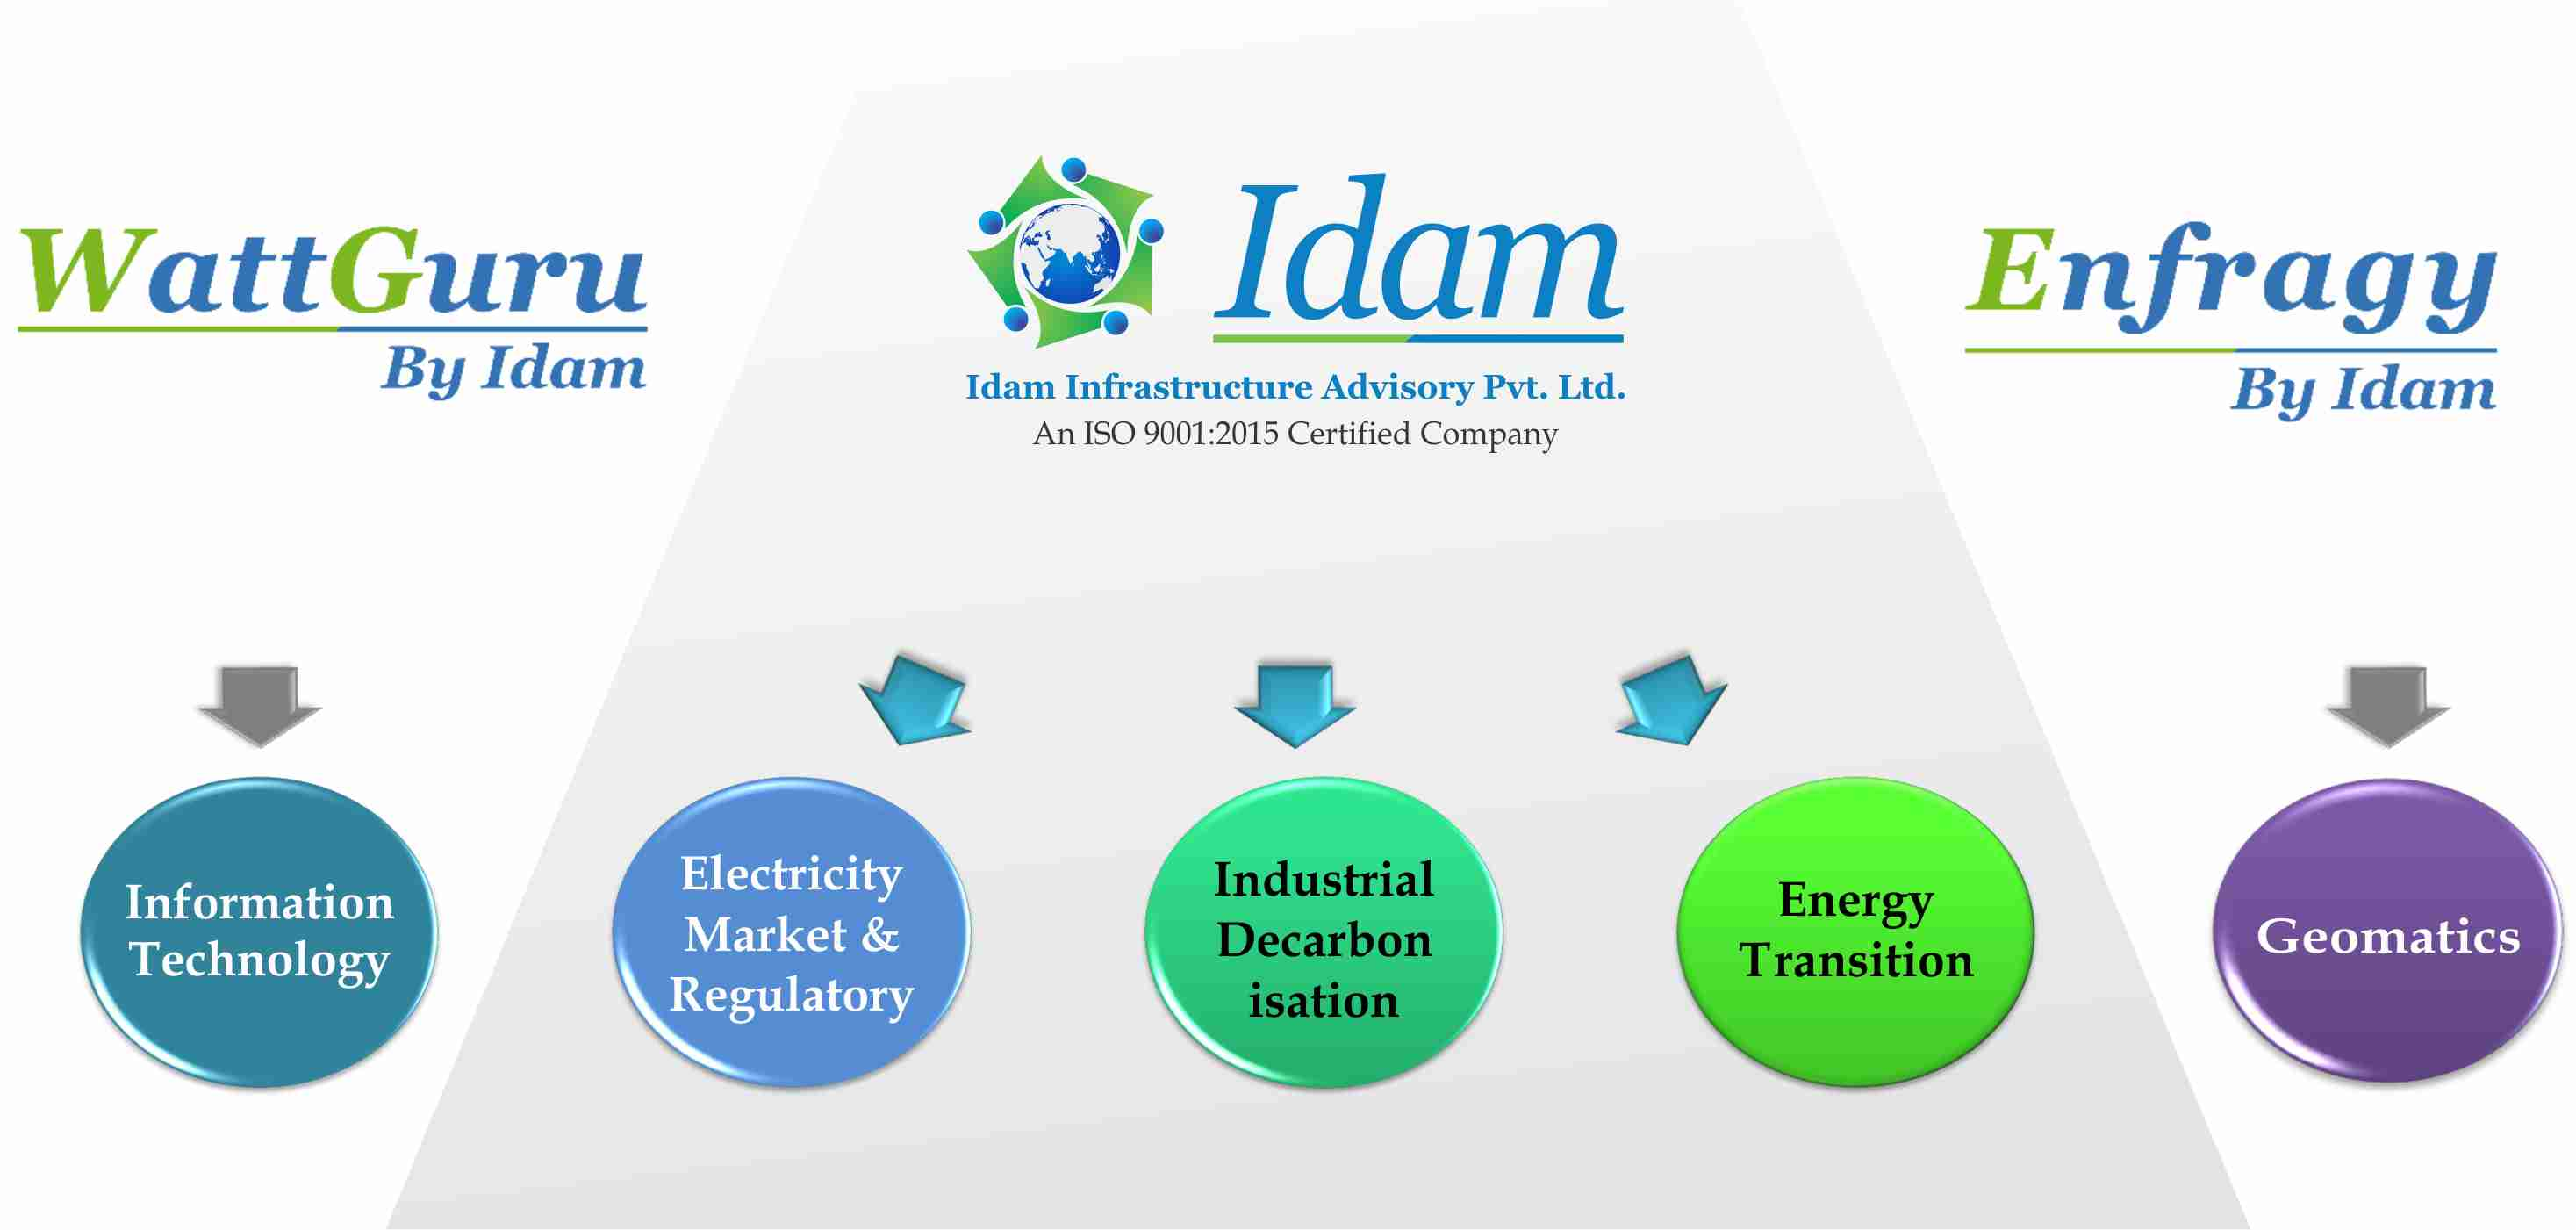 WattGuru
By Idam
Idam
Idam Infrastructure Advisory Pvt. Ltd.
An ISO 9001:2015 Certified Company
Enfragy
By Idam
Information
Technology
Electricity
Market &
Regulatory
Industrial
Decarbon
isation
Energy
Transition
Geomatics